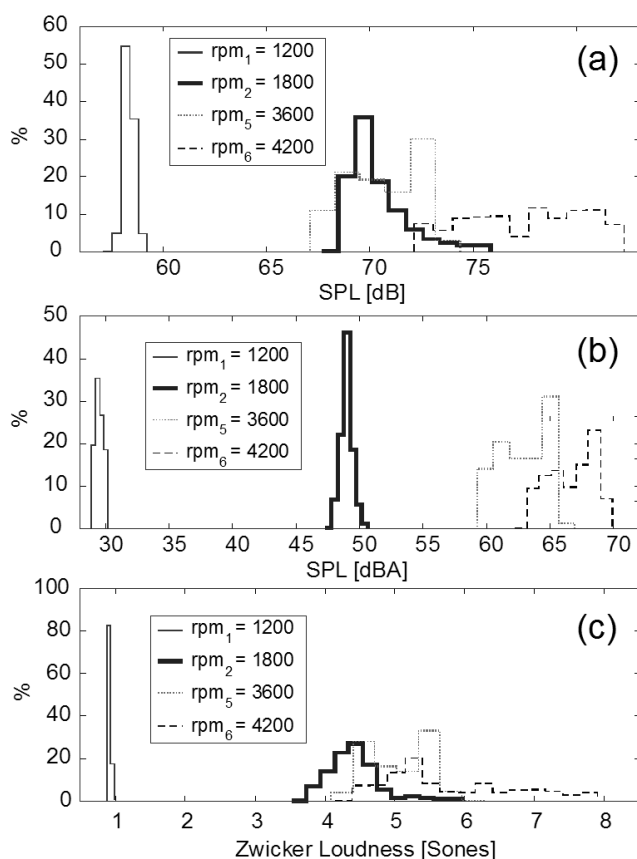 60
50
40
30
20
10
0
%
rpm1 = 1200
rpm2 = 1800
rpm5 = 3600
rpm6 = 4200
(a)
60 65 70 75
SPL [dB]
50
40
30
20
10
0
%
rpm1 = 1200
rpm2 = 1800
rpm5 = 3600
rpm6 = 4200
(b)
30 35 40 45 50 55 60 65 70
SPL [dBA]
100
80
60
40
20
0
%
rpm1 = 1200
rpm2 = 1800
rpm5 = 3600
rpm6 = 4200
(c)
1 2 3 4 5 6 7 8
Zwicker Loudness [Sones]